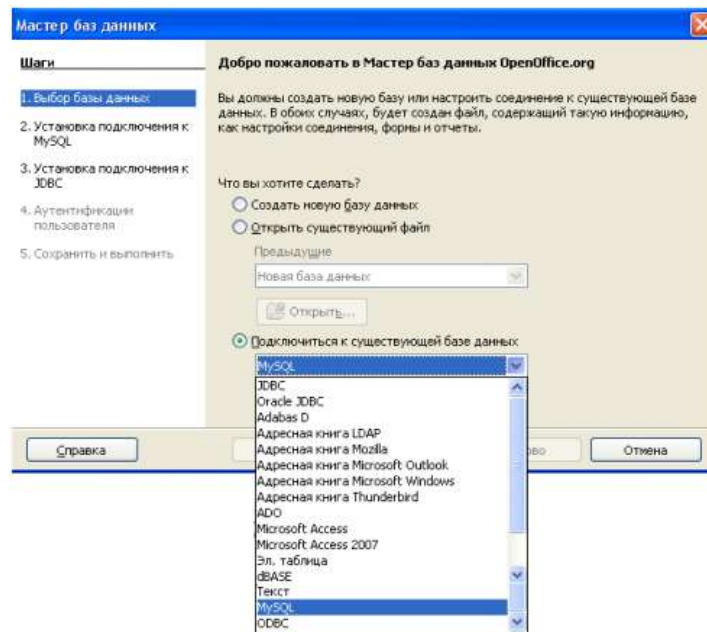 Мастер баз данных
Шаги
1. Выбор базы данных
2. Установка подключения к
MySQL
3. Установка подключения к
JDBC
4. Аутентификации
пользователя
5. Сохранить и выполнить
Добро пожаловать в Мастер баз данных OpenOffice.org
Вы должны создать новую базу или настроить соединение к существующей базе
данных. В обоих случаях, будет создан файл, содержащий такую информацию,
как настройки соединения, формы и отчеты.
Что вы хотите сделать?
Создать новую базу данных
Открыть существующий файл
Предыдущие
Новая база данных
Открыть...
Подключиться к существующей базе данных
MySQL
JDBC
Oracle JDBC
Adabas D
Адресная книга LDAP
Адресная книга Mozilla
Адресная книга Microsoft Outlook
Адресная книга Microsoft Windows
Адресная книга Thunderbird
ADO
Microsoft Access
Microsoft Access 2007
Эл. таблица
dBASE
Текст
MySQL
ODBC
Справка
Отмена